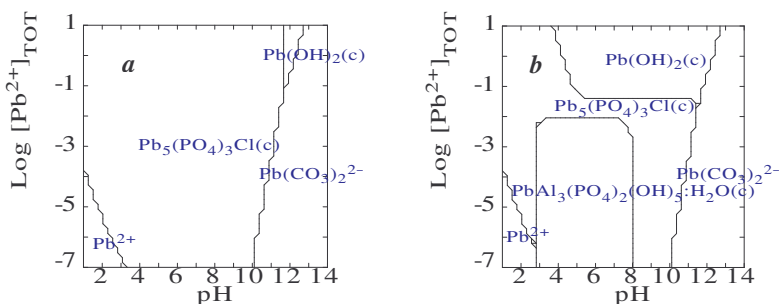 1
-1
-3
-5
-7
Log [Pb²⁺]TOT
a
Pb(OH)₂(c)
Pb₅(PO₄)₃Cl(c)
Pb(CO₃)₂²⁻
Pb²⁺
2 4 6 8 10 12 14
pH
1
-1
-3
-5
-7
Log [Pb²⁺]TOT
b
Pb(OH)₂(c)
Pb₅(PO₄)₃Cl(c)
Pb(CO₃)₂²⁻
PbAl₃(PO₄)₂(OH)₅:H₂O(c)
Pb²⁺
2 4 6 8 10 12 14
pH